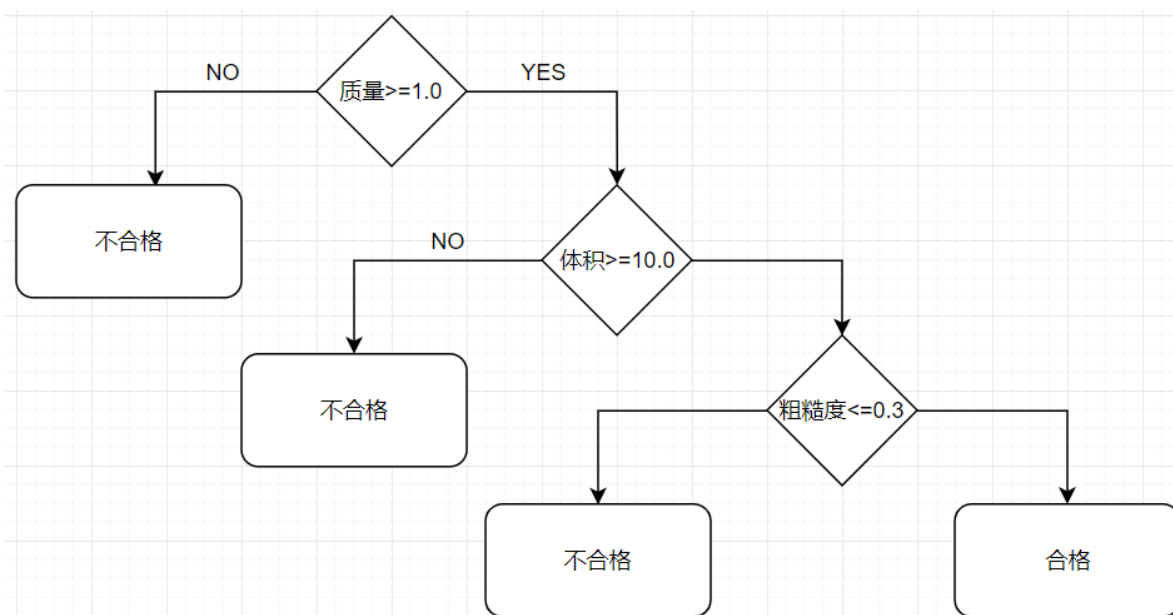 NO
YES
质量>=1.0
不合格
NO
体积>=10.0
不合格
粗糙度<=0.3
不合格
合格